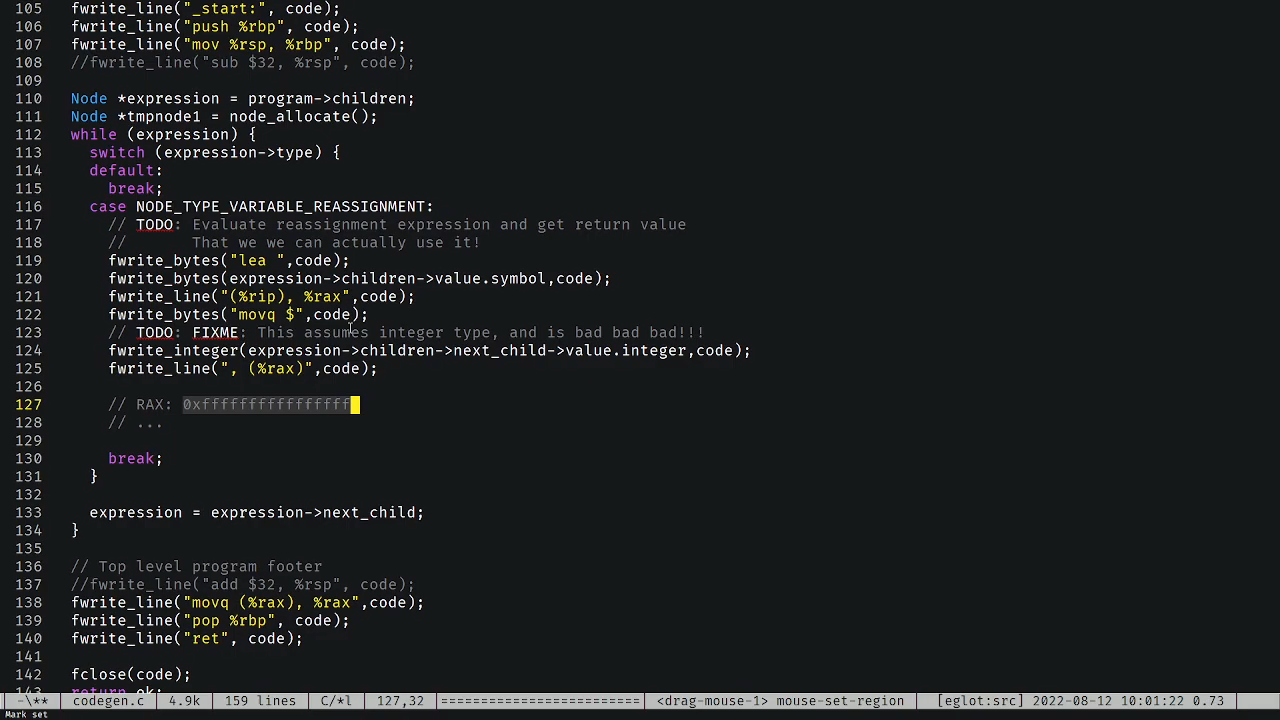 105 fwrite_line("_start:", code);
106 fwrite_line("push %rbp", code);
107 fwrite_line("mov %rsp, %rbp", code);
108 //fwrite_line("sub $32, %rsp", code);
109
110 Node *expression = program->children;
111 Node *tmpnode1 = node_allocate();
112 while (expression) {
113 switch (expression->type) {
114 default:
115 break;
116 case NODE_TYPE_VARIABLE_REASSIGNMENT:
117 // TODO: Evaluate reassignment expression and get return value
118 // That we we can actually use it!
119 fwrite_bytes("lea ",code);
120 fwrite_bytes(expression->children->value.symbol,code);
121 fwrite_line("(%rip), %rax",code);
122 fwrite_bytes("movq $",code);
123 // TODO: FIXME: This assumes integer type, and is bad bad bad!!!
124 fwrite_integer(expression->children->next_child->value.integer,code);
125 fwrite_line(", (%rax)",code);
126
127 // RAX: 0xffffffffffffffff
128 // ...
129
130 break;
131 }
132
133 expression = expression->next_child;
134 }
135
136 // Top level program footer
137 //fwrite_line("add $32, %rsp", code);
138 fwrite_line("movq (%rax), %rax",code);
139 fwrite_line("pop %rbp", code);
140 fwrite_line("ret", code);
141
142 fclose(code);
143 return ok;
-\** codegen.c 4.9k 159 lines C/*l 127,32 ========================= <drag-mouse-1> mouse-set-region [eglot:src] 2022-08-12 10:01:22 0.73
Mark set